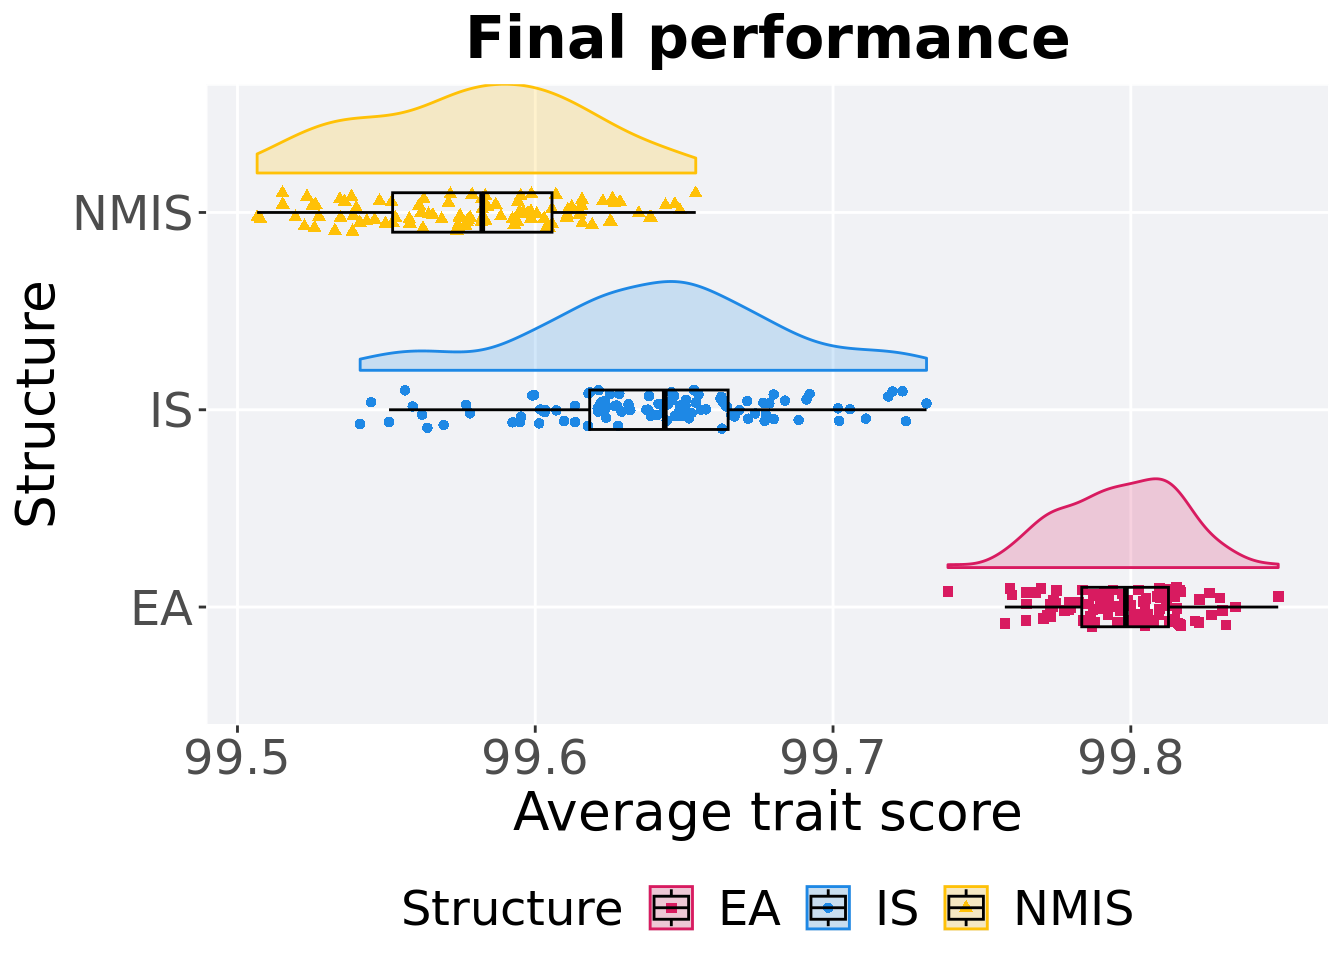 Final performance
NMIS
IS
EA
Structure
99.5 99.6 99.7 99.8
Average trait score
Structure EA IS NMIS